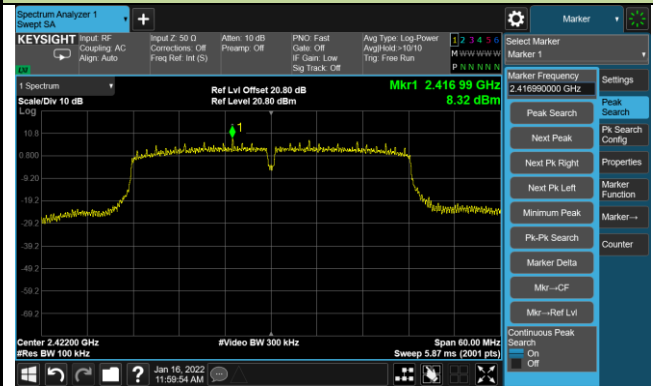 Spectrum Analyzer 1
Swept SA
Marker
KEYSIGHT
Input: RF
Coupling: AC
Align: Auto
Input Z: 50 Ω
Corrections: Off
Freq Ref: Int (S)
Atten: 10 dB
Preamp: Off
PNO: Fast
Gate: Off
IF Gain: Low
Sig Track: Off
Avg Type: Log-Power
Avg|Hold:>10/10
Trig: Free Run
1 2 3 4 5 6
M W W W W W
P N N N N N
LXI
Select Marker
Marker 1
1 Spectrum
Scale/Div 10 dB
Log
Ref Lvl Offset 20.80 dB
Ref Level 20.80 dBm
Mkr1 2.416 99 GHz
8.32 dBm
10.8
0.800
-9.20
-19.2
-29.2
-39.2
-49.2
-59.2
-69.2
1
Center 2.42200 GHz
#Res BW 100 kHz
#Video BW 300 kHz
Span 60.00 MHz
Sweep 5.87 ms (2001 pts)
Marker Frequency
2.416990000 GHz
Peak Search
Next Peak
Next Pk Right
Next Pk Left
Minimum Peak
Pk-Pk Search
Marker Delta
Mkr→CF
Mkr→Ref Lvl
Continuous Peak
Search
On
Off
Settings
Peak
Search
Pk Search
Config
Properties
Marker
Function
Marker→
Counter
?
Jan 16, 2022
11:59:54 AM